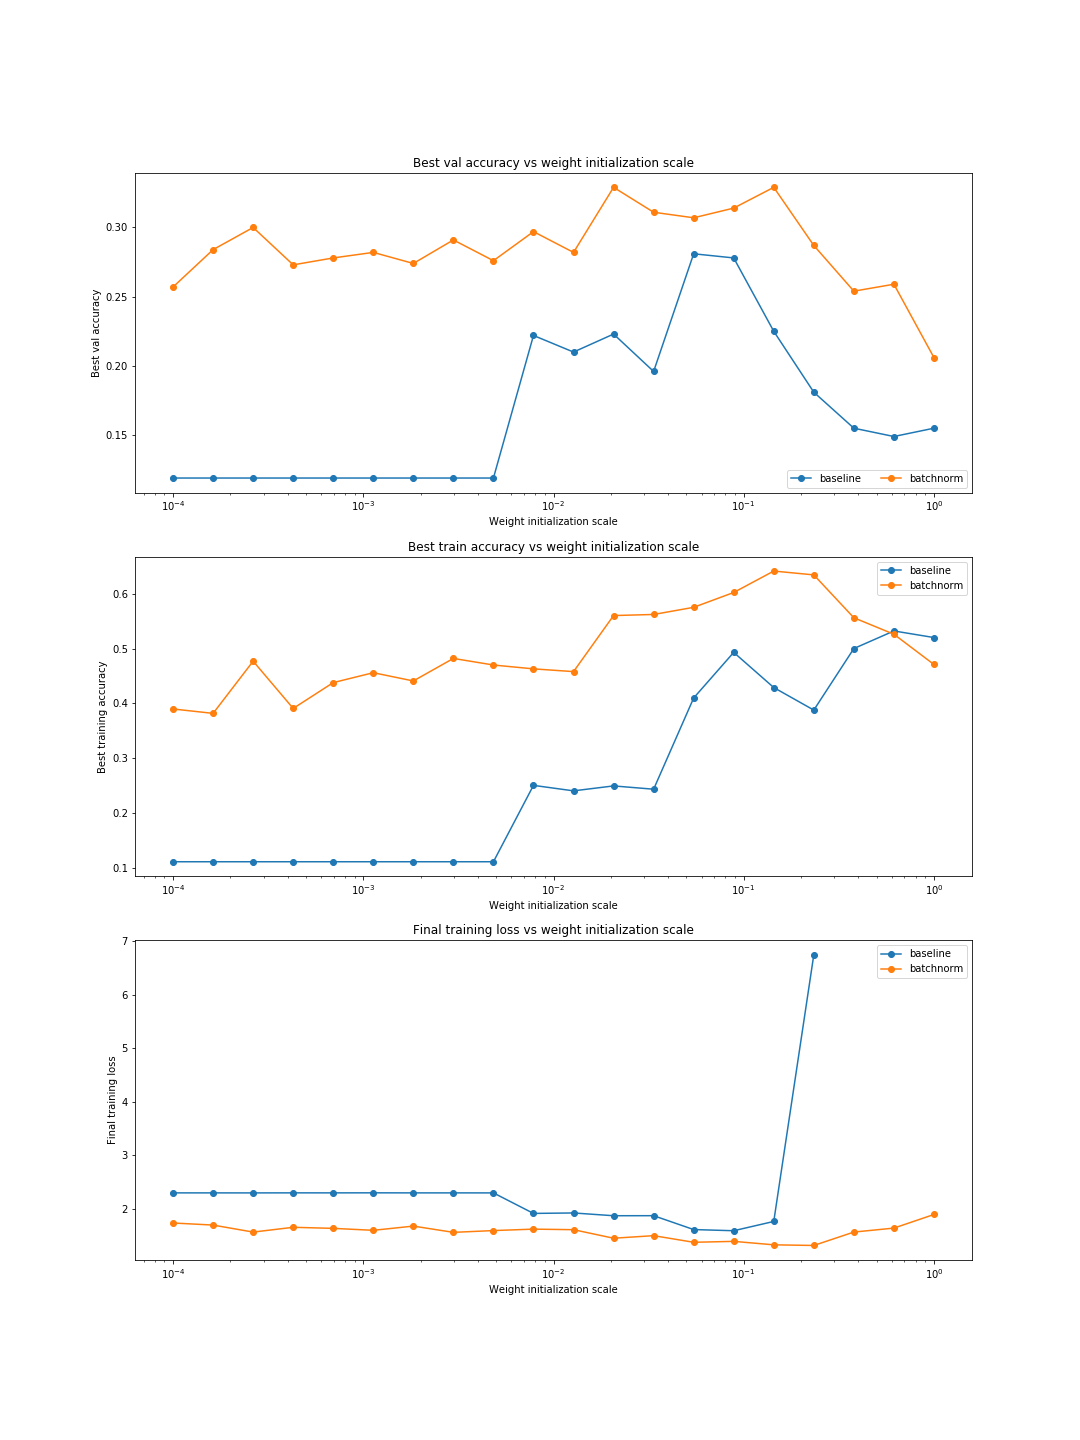 Best val accuracy vs weight initialization scale
Best val accuracy
0.30
0.25
0.20
0.15
baseline batchnorm
10⁻⁴ 10⁻³ 10⁻² 10⁻¹ 10⁰
Weight initialization scale
Best train accuracy vs weight initialization scale
Best training accuracy
0.6
0.5
0.4
0.3
0.2
0.1
baseline
batchnorm
10⁻⁴ 10⁻³ 10⁻² 10⁻¹ 10⁰
Weight initialization scale
Final training loss vs weight initialization scale
Final training loss
7
6
5
4
3
2
baseline
batchnorm
10⁻⁴ 10⁻³ 10⁻² 10⁻¹ 10⁰
Weight initialization scale